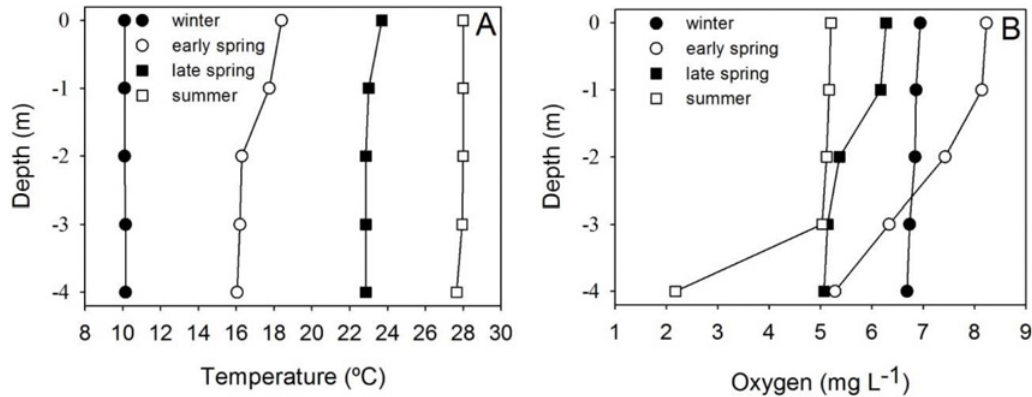 A
winter
early spring
late spring
summer
0
-1
-2
-3
-4
Depth (m)
8 10 12 14 16 18 20 22 24 26 28 30
Temperature (ºC)
B
winter
early spring
late spring
summer
0
-1
-2
-3
-4
Depth (m)
1 2 3 4 5 6 7 8 9
Oxygen (mg L-1)